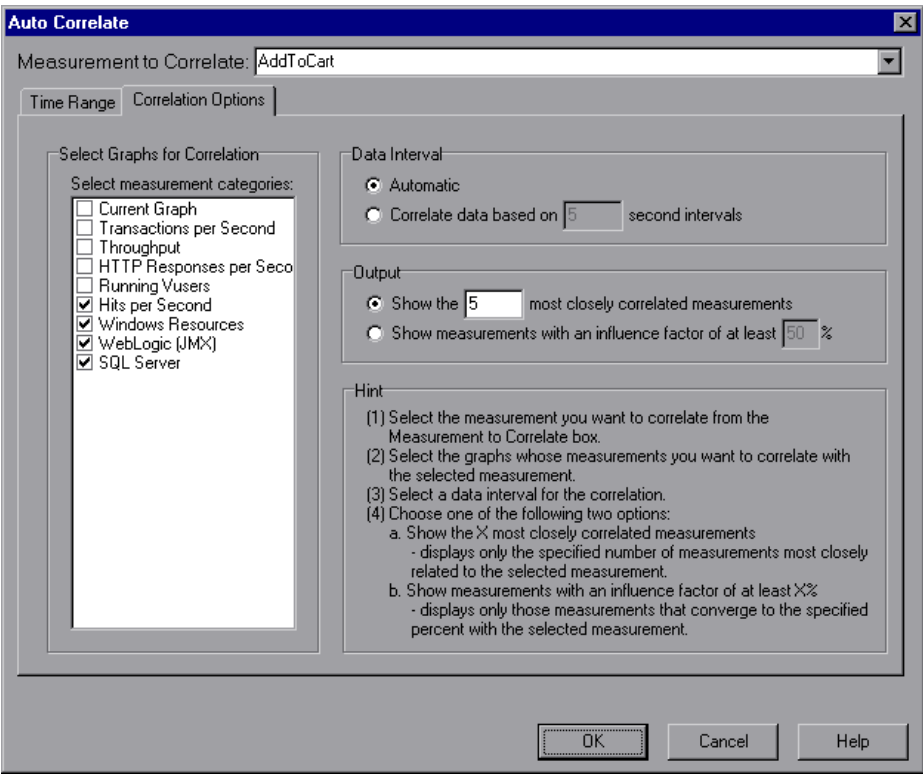 Auto Correlate
Measurement to Correlate: AddToCart
Time Range Correlation Options
Select Graphs for Correlation
Select measurement categories:
Current Graph
Transactions per Second
Throughput
HTTP Responses per Seco
Running Vusers
Hits per Second
Windows Resources
WebLogic (JMX)
SQL Server
Data Interval
Automatic
Correlate data based on 5 second intervals
Output
Show the 5 most closely correlated measurements
Show measurements with an influence factor of at least 50 %
Hint
(1) Select the measurement you want to correlate from the
Measurement to Correlate box.
(2) Select the graphs whose measurements you want to correlate with
the selected measurement.
(3) Select a data interval for the correlation.
(4) Choose one of the following two options:
a. Show the X most closely correlated measurements
- displays only the specified number of measurements most closely
related to the selected measurement.
b. Show measurements with an influence factor of at least X%
- displays only those measurements that converge to the specified
percent with the selected measurement.
OK Cancel Help